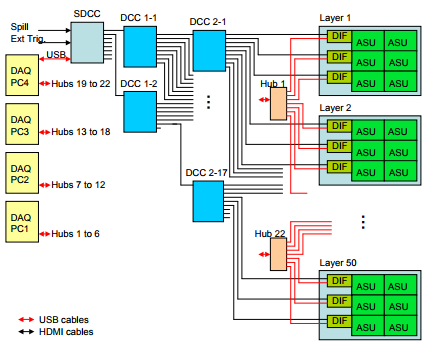 SDCC
DCC 1-1
DCC 2-1
Layer 1
Spill
Ext Trig.
USB
DAQ
PC4
Hubs 19 to 22
DCC 1-2
Hub 1
DIF
ASU
ASU
DIF
ASU
ASU
DIF
ASU
ASU
Layer 2
DAQ
PC3
Hubs 13 to 18
DIF
ASU
ASU
DIF
ASU
ASU
DIF
ASU
ASU
DAQ
PC2
Hubs 7 to 12
DCC 2-17
DAQ
PC1
Hubs 1 to 6
Hub 22
Layer 50
DIF
ASU
ASU
DIF
ASU
ASU
DIF
ASU
ASU
USB cables
HDMI cables